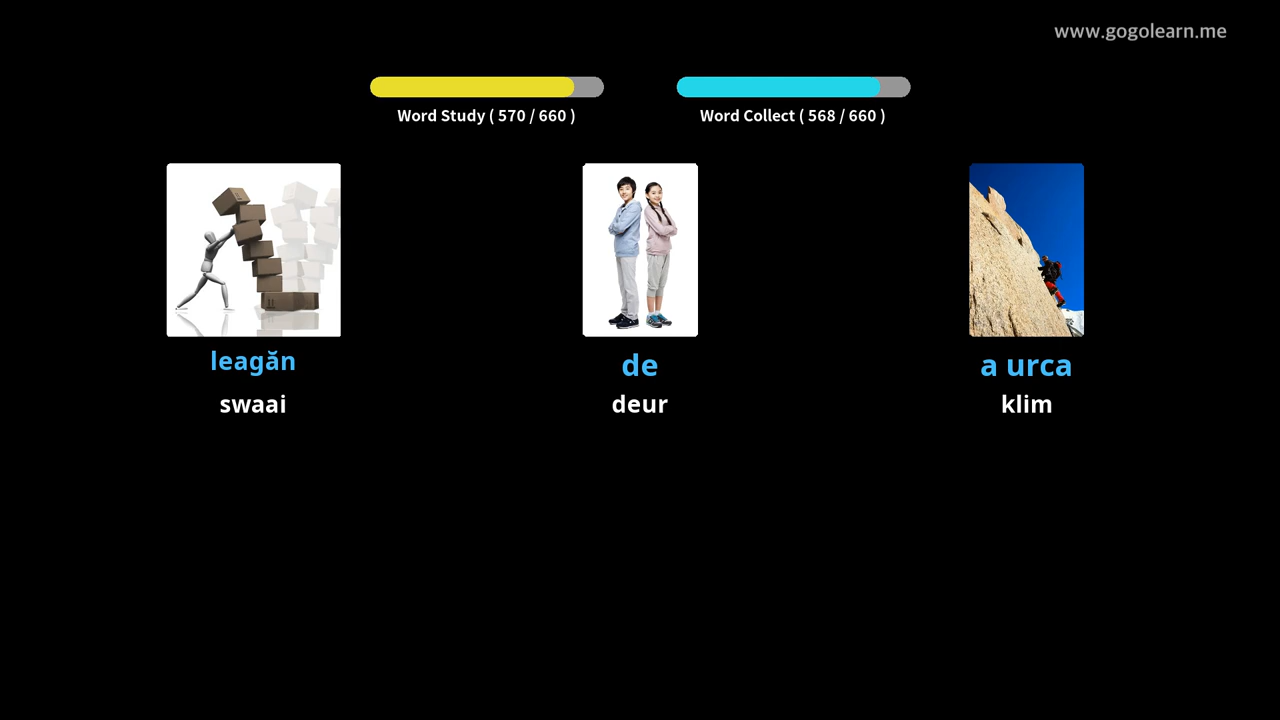 www.gogolearn.me
Word Study ( 570 / 660 )
Word Collect ( 568 / 660 )
leagăn
swaai
de
deur
a urca
klim